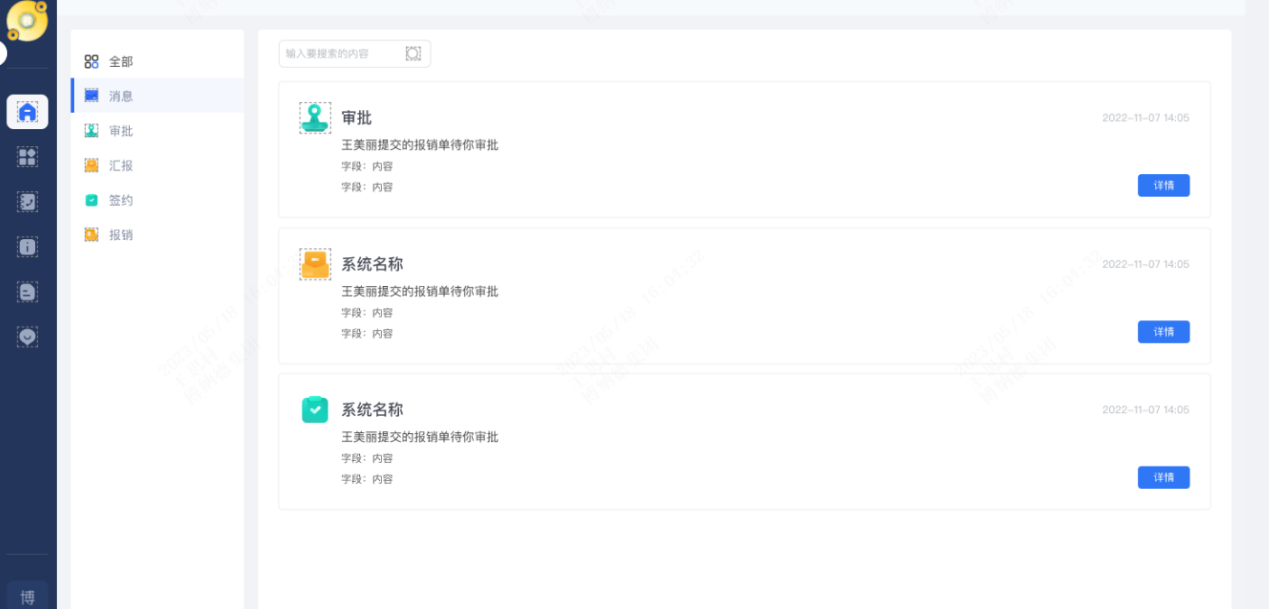 全部
消息
审批
汇报
签约
报销
博
输入要搜索的内容
审批
2022-11-07 14:05
王美丽提交的报销单待你审批
字段：内容
字段：内容
详情
系统名称
2022-11-07 14:05
王美丽提交的报销单待你审批
字段：内容
字段：内容
详情
系统名称
2022-11-07 14:05
王美丽提交的报销单待你审批
字段：内容
字段：内容
详情